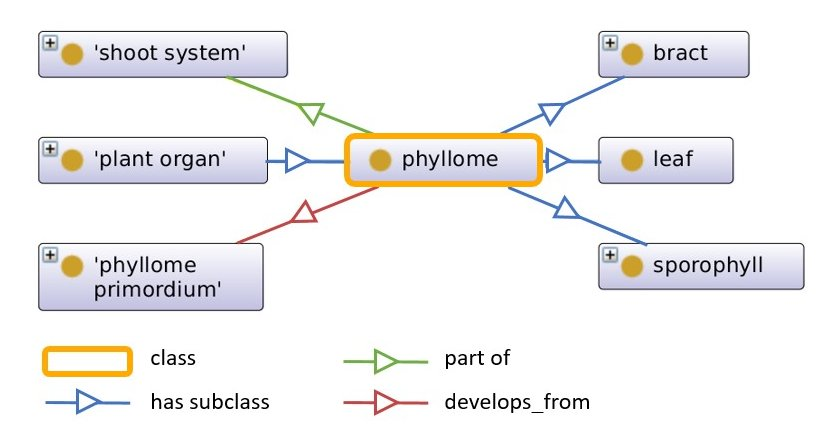 'shoot system'
bract
'plant organ'
phyllome
leaf
'phyllome
primordium'
sporophyll
class
part of
has subclass
develops_from